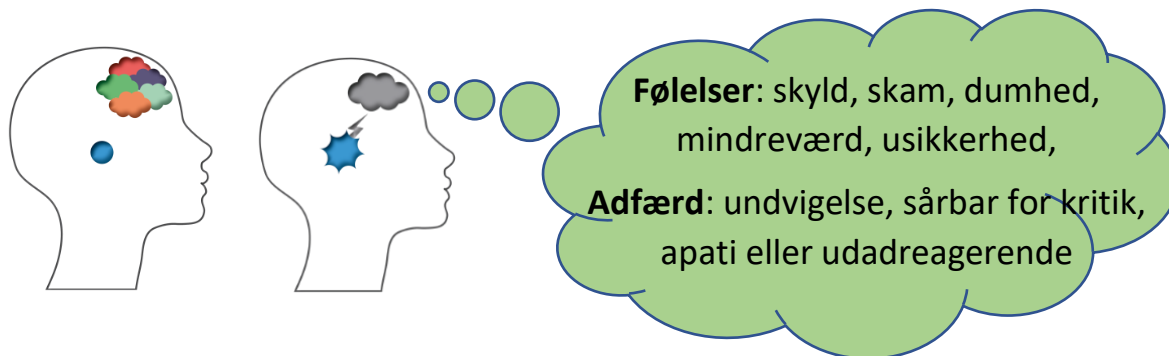 Følelser: skyld, skam, dumhed,
mindreværd, usikkerhed,
Adfærd: undvigelse, sårbar for kritik,
apati eller udadreagerende